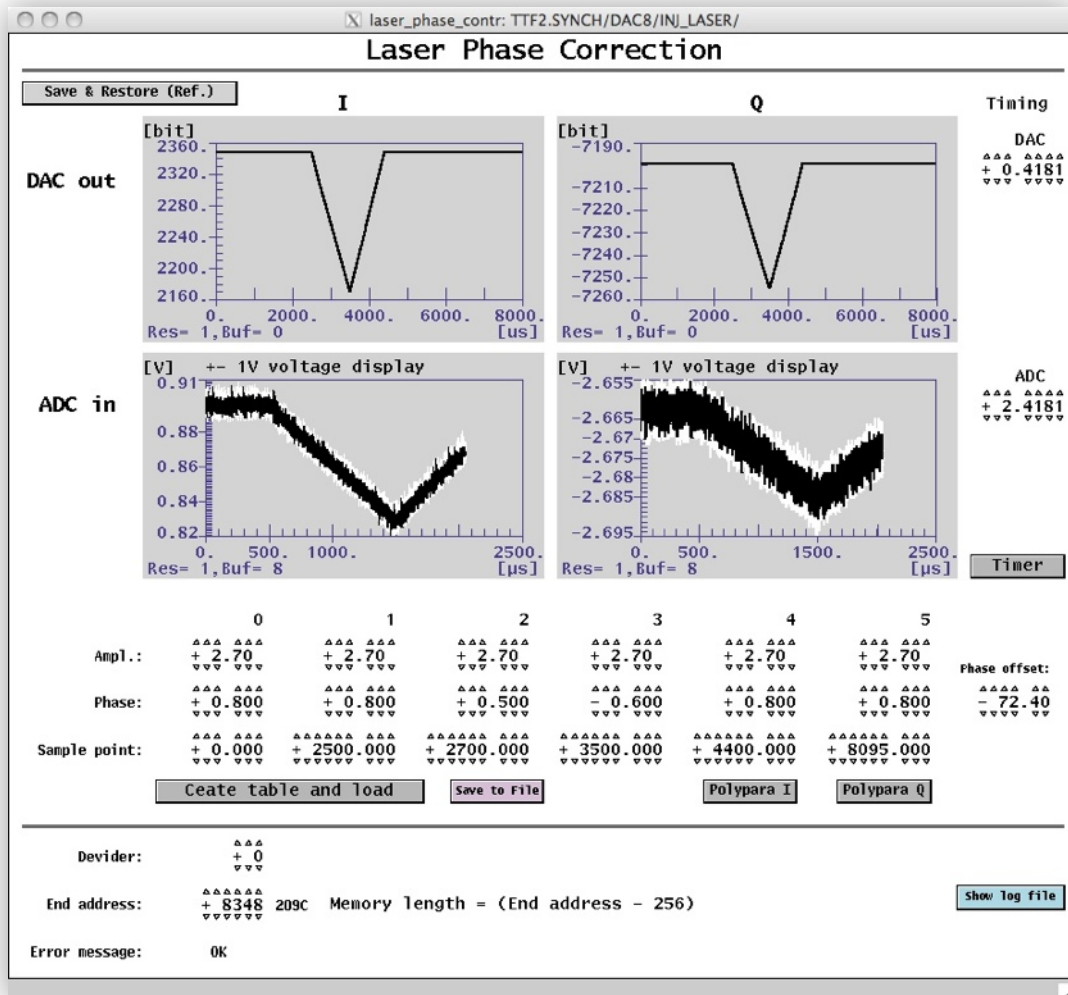 laser_phase_contr: TTF2.SYNCH/DAC8/INJ_LASER/
Laser Phase Correction
Save & Restore (Ref.)
I
Q
Timing
DAC out
[bit]
2360.
2320.
2280.
2240.
2200.
2160.
0. 2000. 4000. 6000. 8000.
Res= 1,Buf= 0 [us]
[bit]
-7190.
-7210.
-7220.
-7230.
-7240.
-7250.
-7260.
0. 2000. 4000. 6000. 8000.
Res= 1,Buf= 0 [us]
DAC
+ 0.4181
ADC in
[V] +- 1V voltage display
0.91
0.88
0.86
0.84
0.82
0. 500. 1000. 2500.
Res= 1,Buf= 8 [µs]
[V] +- 1V voltage display
-2.655
-2.665
-2.67
-2.675
-2.685
-2.695
0. 500. 1500. 2500.
Res= 1,Buf= 8 [µs]
ADC
+ 2.4181
Timer
0 1 2 3 4 5
Ampl.: + 2.70 + 2.70 + 2.70 + 2.70 + 2.70 + 2.70
Phase offset:
Phase: + 0.800 + 0.800 + 0.500 - 0.600 + 0.800 + 0.800 - 72.40
Sample point: + 0.000 + 2500.000 + 2700.000 + 3500.000 + 4400.000 + 8095.000
Ceate table and load Save to File Polypara I Polypara Q
Devider: + 0
End address: + 8348 209C Memory length = (End address - 256)
Show log file
Error message: OK